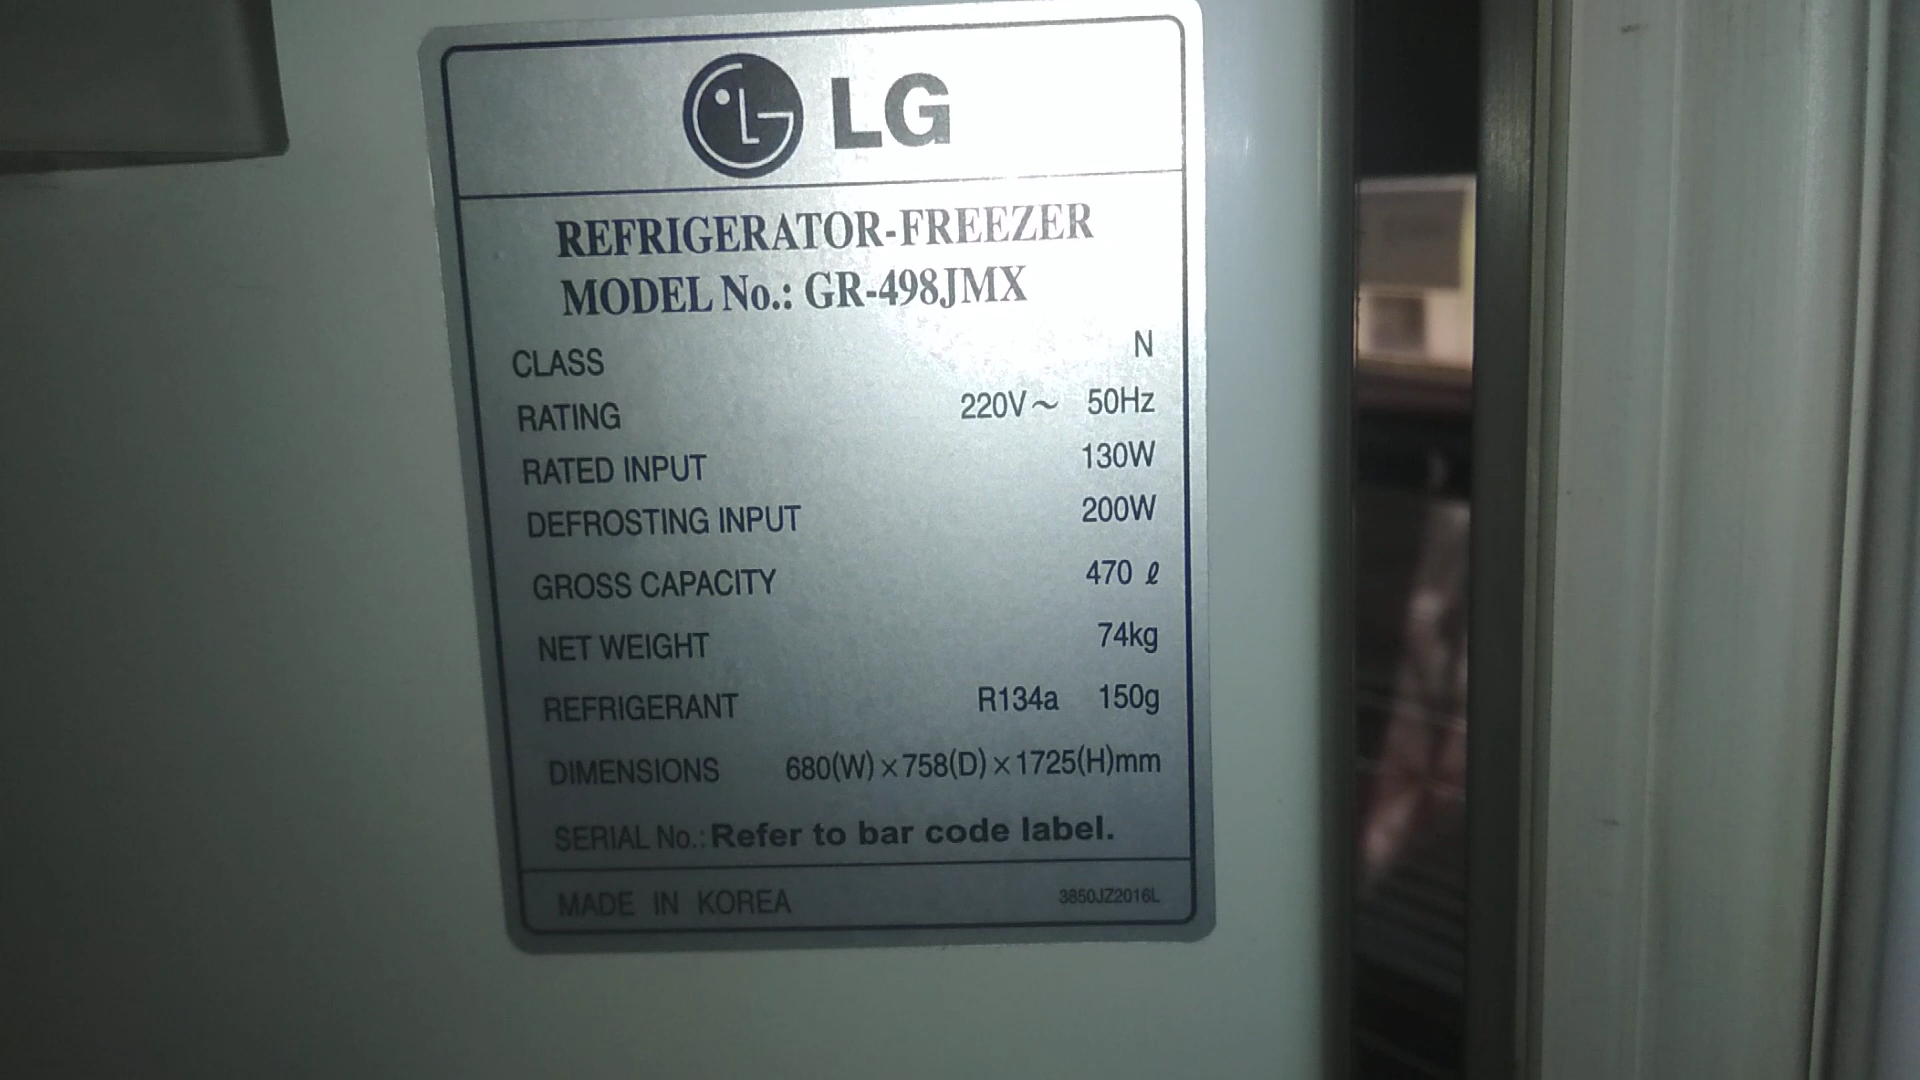 LG
REFRIGERATOR-FREEZER
MODEL No.: GR-498JMX
CLASS N
RATING 220V~ 50Hz
RATED INPUT 130W
DEFROSTING INPUT 200W
GROSS CAPACITY 470 ℓ
NET WEIGHT 74kg
REFRIGERANT R134a 150g
DIMENSIONS 680(W)×758(D)×1725(H)mm
SERIAL No.: Refer to bar code label.
MADE IN KOREA 3850JZ2016L